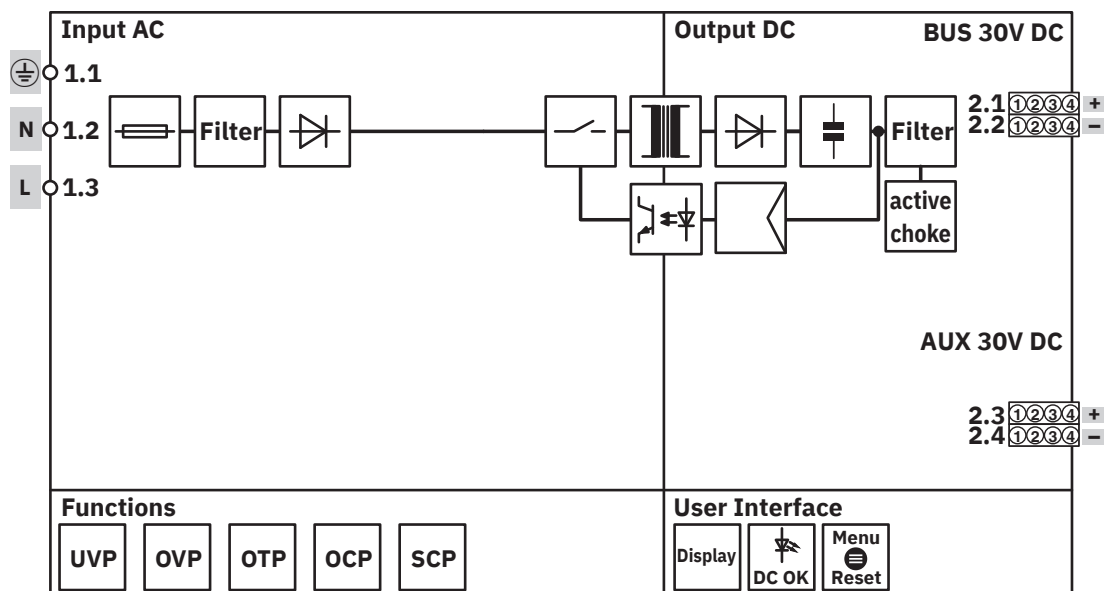 Input AC
Output DC
BUS 30V DC
1.1
N
1.2
Filter
Filter
2.1 ①②③④ +
2.2 ①②③④ −
L
1.3
active
choke
AUX 30V DC
2.3 ①②③④ +
2.4 ①②③④ −
Functions
UVP
OVP
OTP
OCP
SCP
User Interface
Display
DC OK
Menu
Reset